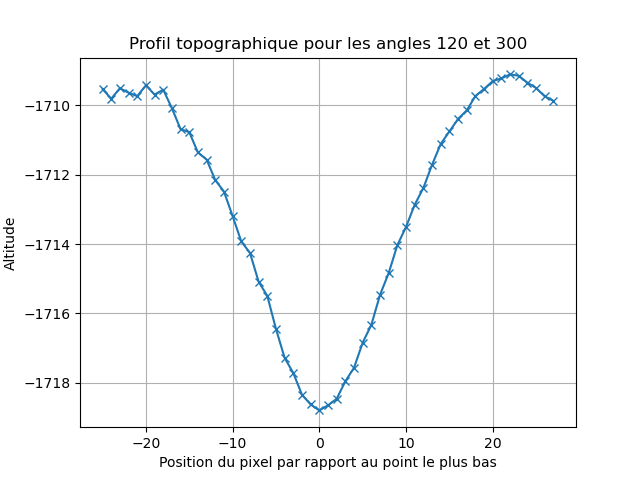 Profil topographique pour les angles 120 et 300
Altitude
−1710
−1712
−1714
−1716
−1718
−20 −10 0 10 20
Position du pixel par rapport au point le plus bas